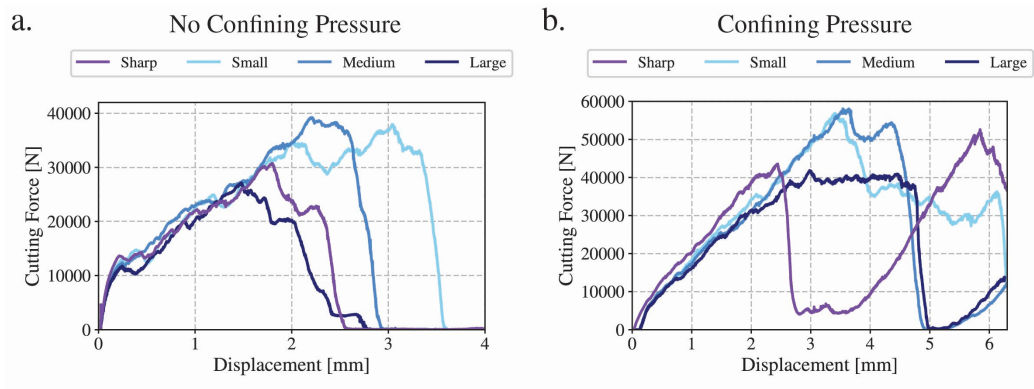 a.
No Confining Pressure
Sharp Small Medium Large
40000
30000
20000
10000
0
Cutting Force [N]
0 1 2 3 4
Displacement [mm]
b.
Confining Pressure
Sharp Small Medium Large
60000
50000
40000
30000
20000
10000
0
Cutting Force [N]
0 1 2 3 4 5 6
Displacement [mm]